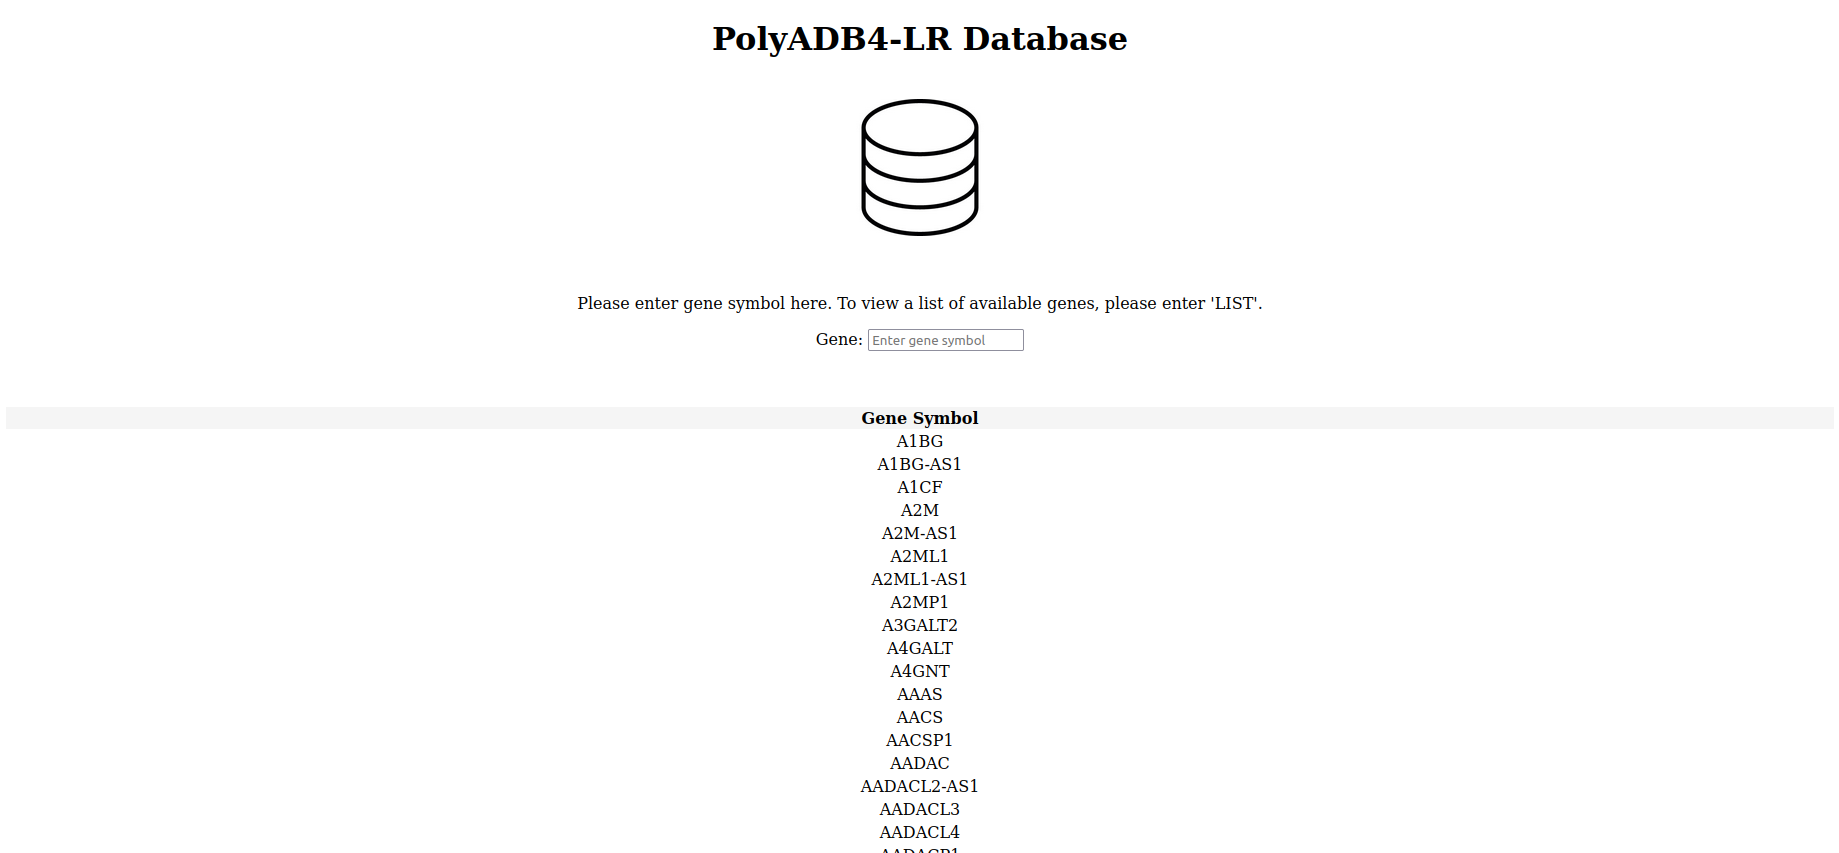 PolyADB4-LR Database
Please enter gene symbol here. To view a list of available genes, please enter 'LIST'.
Gene: Enter gene symbol
Gene Symbol
A1BG
A1BG-AS1
A1CF
A2M
A2M-AS1
A2ML1
A2ML1-AS1
A2MP1
A3GALT2
A4GALT
A4GNT
AAAS
AACS
AACSP1
AADAC
AADACL2-AS1
AADACL3
AADACL4